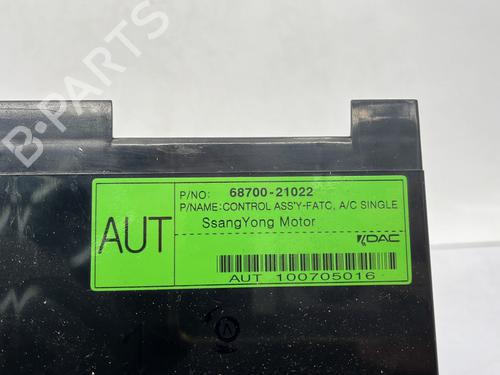 B-PARTS
P/NO: 68700-21022
P/NAME:CONTROL ASS'Y-FATC, A/C SINGLE
AUT
SsangYong Motor
DAC
AUT 100705016